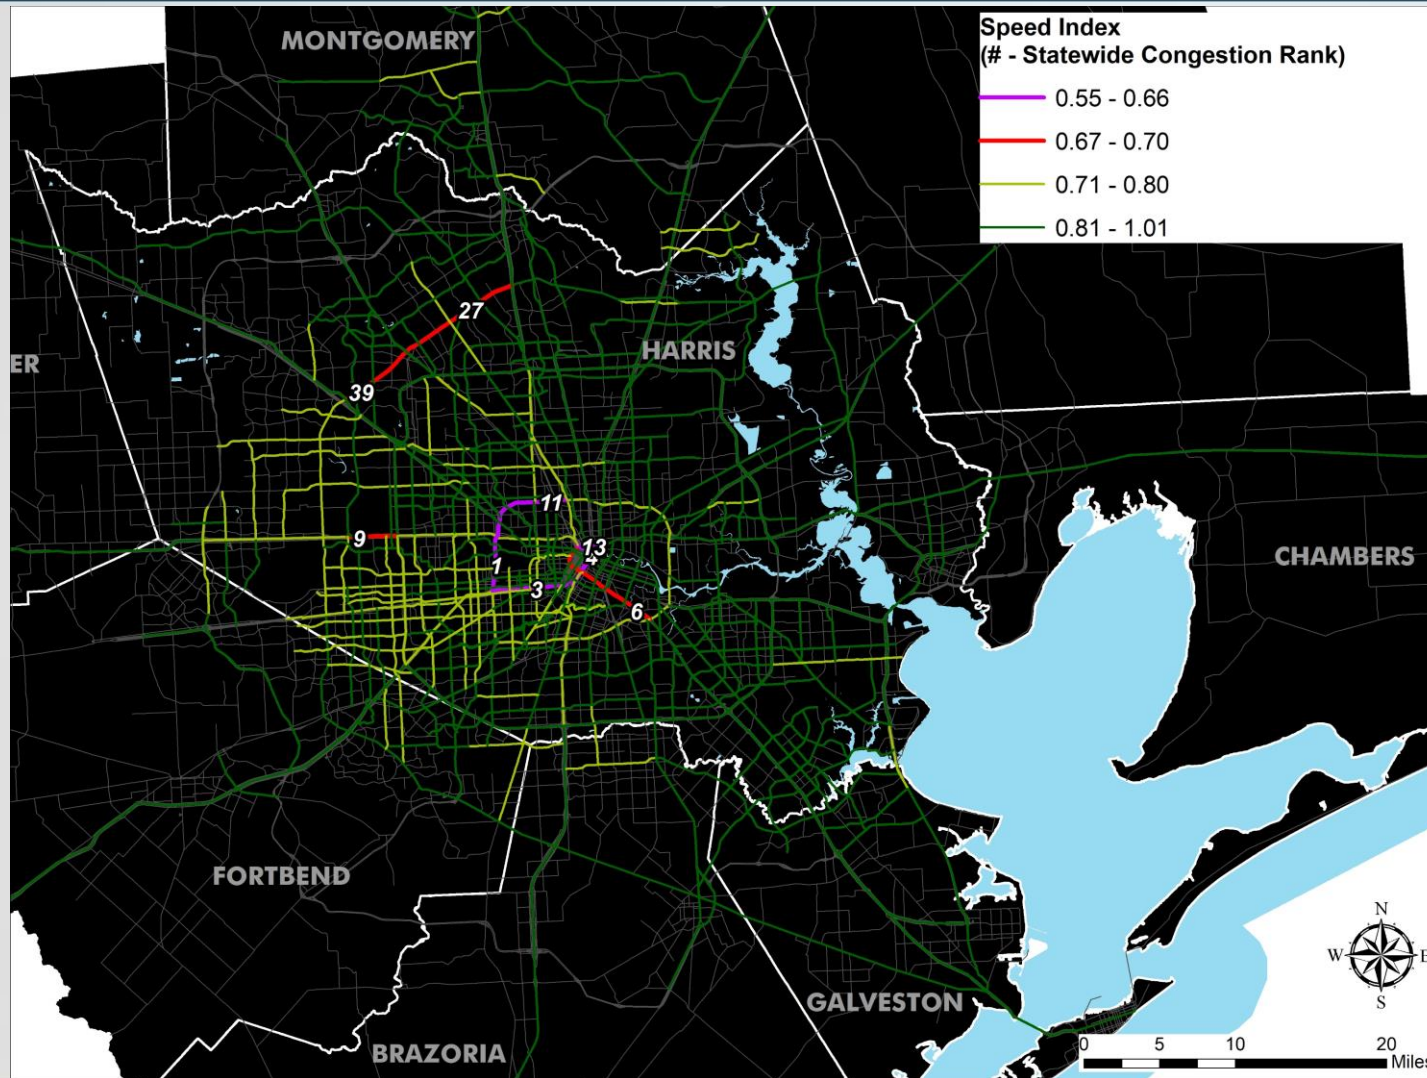 MONTGOMERY
Speed Index
(# - Statewide Congestion Rank)
0.55 - 0.66
0.67 - 0.70
0.71 - 0.80
0.81 - 1.01
27
HARRIS
ER
39
11
9
13
4
1
3
6
CHAMBERS
FORTBEND
N
W E
S
GALVESTON
BRAZORIA
0 5 10 20
Miles